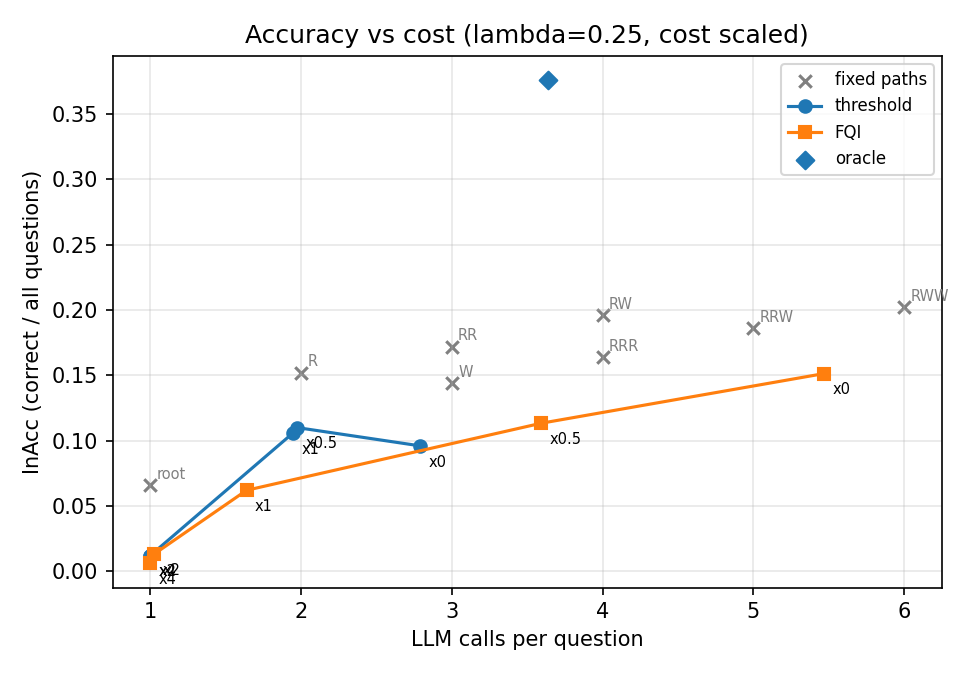 Accuracy vs cost (lambda=0.25, cost scaled)
InAcc (correct / all questions)
0.35
0.30
0.25
0.20
0.15
0.10
0.05
0.00
fixed paths
threshold
FQI
oracle
root
R
RR
W
RW
RRR
RRW
RWW
x0.5
x1
x0
x1
x0.5
x0
x2
x4
1
2
3
4
5
6
LLM calls per question